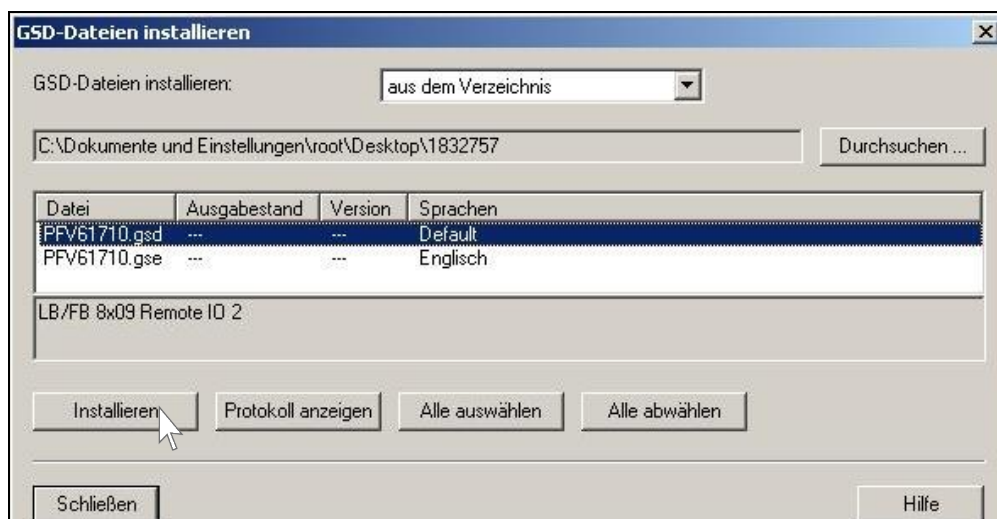 GSD-Dateien installieren
GSD-Dateien installieren: aus dem Verzeichnis
C:\Dokumente und Einstellungen\root\Desktop\1832757 Durchsuchen ...
Datei Ausgabestand Version Sprachen
PFV61710.gsd --- --- Default
PFV61710.gse --- --- Englisch
LB/FB 8x09 Remote IO 2
Installieren Protokoll anzeigen Alle auswählen Alle abwählen
Schließen Hilfe